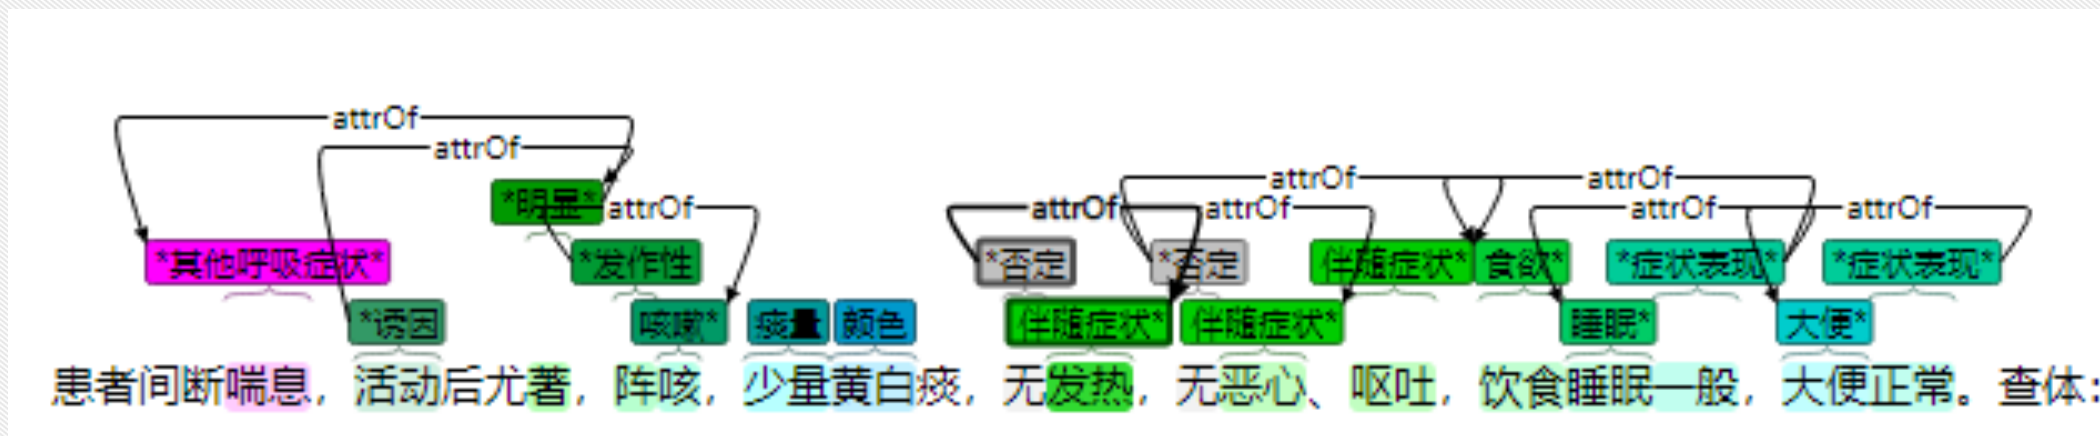 attrOf
attrOf
attrOf attrOf
*明显* attrOf attrOf attrOf attrOf attrOf
*其他呼吸症状* *发作性 *否定 *否定 伴随症状* 食欲* *症状表现* *症状表现*
*诱因 咳嗽* 痰量 颜色 伴随症状* 伴随症状* 睡眠* 大便*
患者间断喘息，活动后尤著，阵咳，少量黄白痰，无发热，无恶心、呕吐，饮食睡眠一般，大便正常。查体：